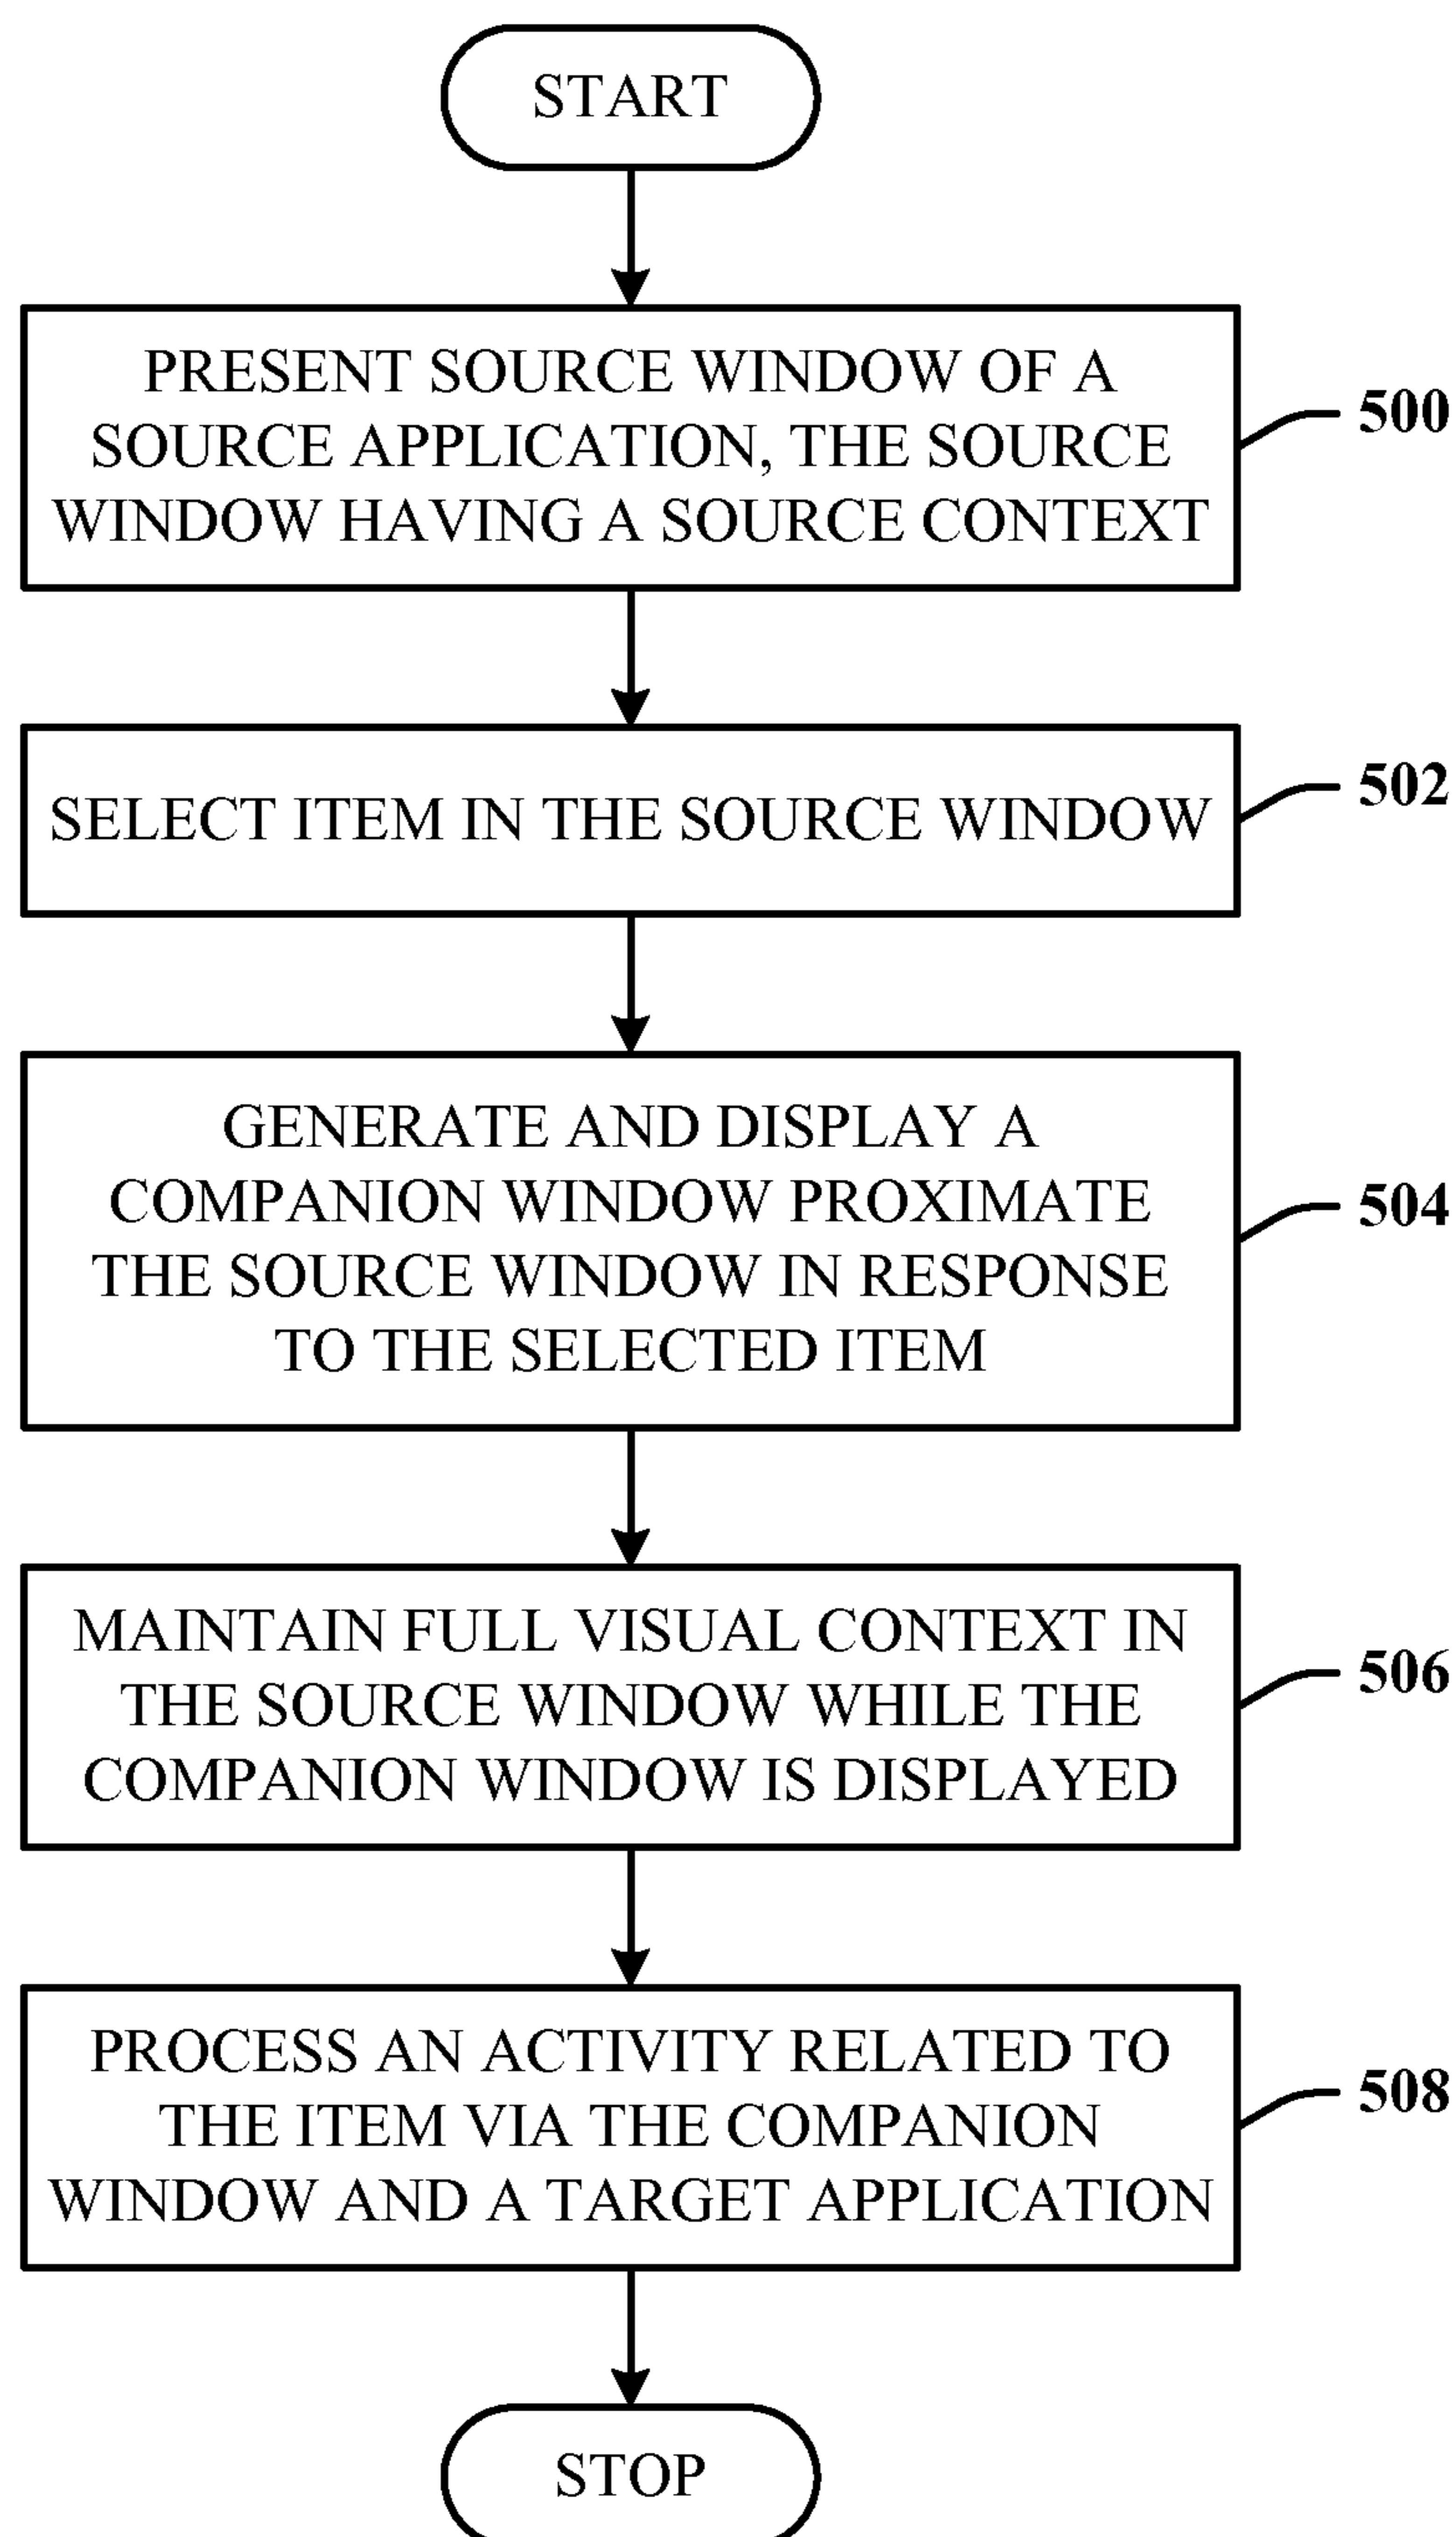 START
PRESENT SOURCE WINDOW OF A
SOURCE APPLICATION, THE SOURCE
WINDOW HAVING A SOURCE CONTEXT
500
SELECT ITEM IN THE SOURCE WINDOW
502
GENERATE AND DISPLAY A
COMPANION WINDOW PROXIMATE
THE SOURCE WINDOW IN RESPONSE
TO THE SELECTED ITEM
504
MAINTAIN FULL VISUAL CONTEXT IN
THE SOURCE WINDOW WHILE THE
COMPANION WINDOW IS DISPLAYED
506
PROCESS AN ACTIVITY RELATED TO
THE ITEM VIA THE COMPANION
WINDOW AND A TARGET APPLICATION
508
STOP